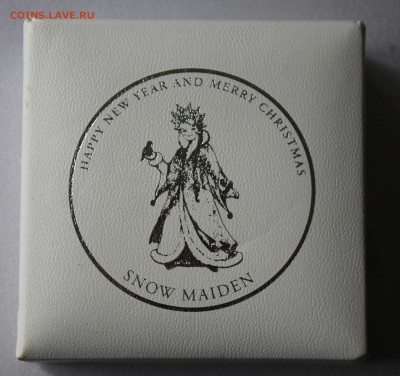 COINS.LAVE.RU
HAPPY NEW YEAR AND MERRY CHRISTMAS
SNOW MAIDEN